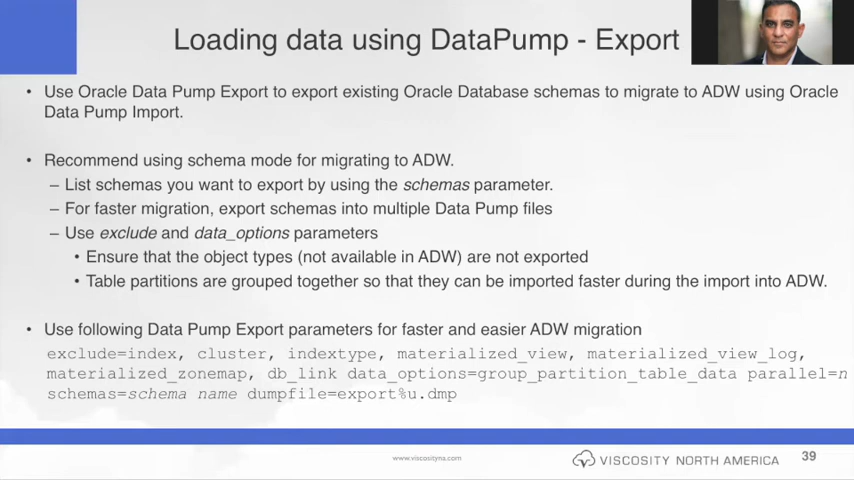 Loading data using DataPump - Export
• Use Oracle Data Pump Export to export existing Oracle Database schemas to migrate to ADW using Oracle
Data Pump Import.
• Recommend using schema mode for migrating to ADW.
– List schemas you want to export by using the schemas parameter.
– For faster migration, export schemas into multiple Data Pump files
– Use exclude and data_options parameters
• Ensure that the object types (not available in ADW) are not exported
• Table partitions are grouped together so that they can be imported faster during the import into ADW.
• Use following Data Pump Export parameters for faster and easier ADW migration
exclude=index, cluster, indextype, materialized_view, materialized_view_log,
materialized_zonemap, db_link data_options=group_partition_table_data parallel=n
schemas=schema name dumpfile=export%u.dmp
www.viscosityna.com
VISCOSITY NORTH AMERICA
39